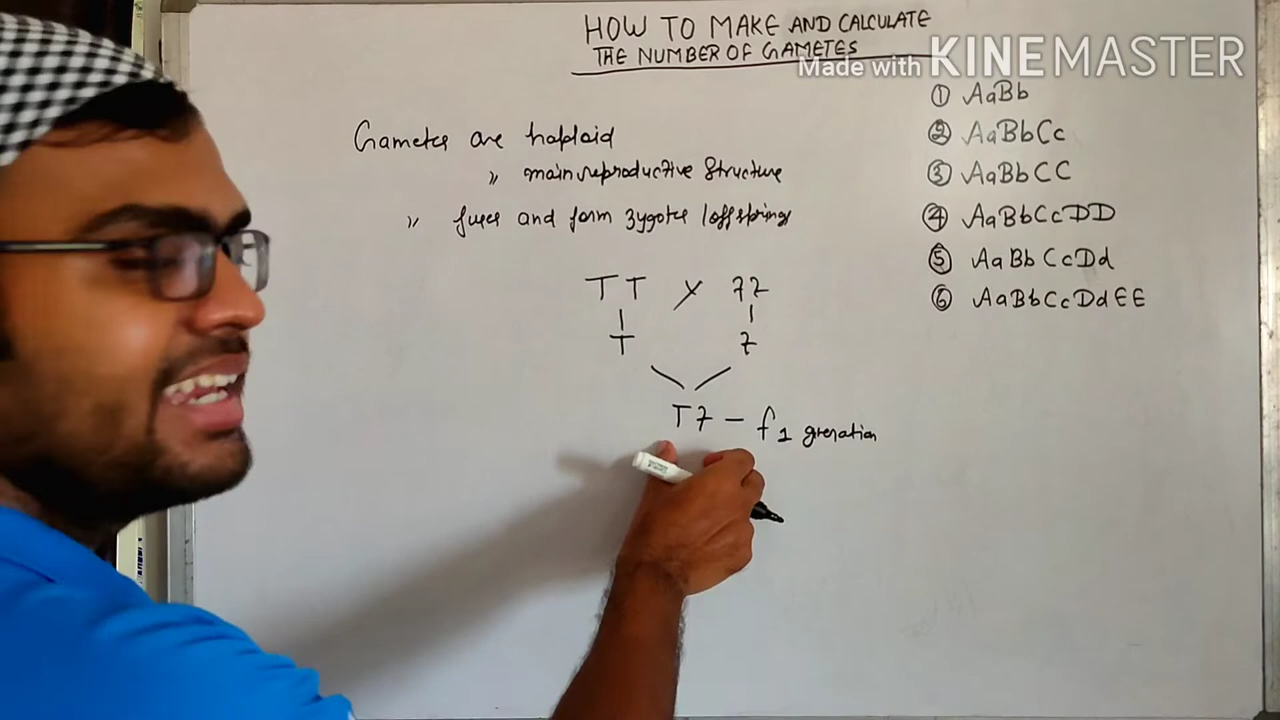 HOW TO MAKE AND CALCULATE
THE NUMBER OF GAMETES
Made with KINEMASTER
① AaBb
② AaBbCc
③ AaBbCC
④ AaBbCcDD
⑤ AaBbCcDd
⑥ AaBbCcDdEE
Gametes are haploid
" main reproductive structure
" fuses and form zygotes / offsprings
TT × tt
T t
Tt - f1